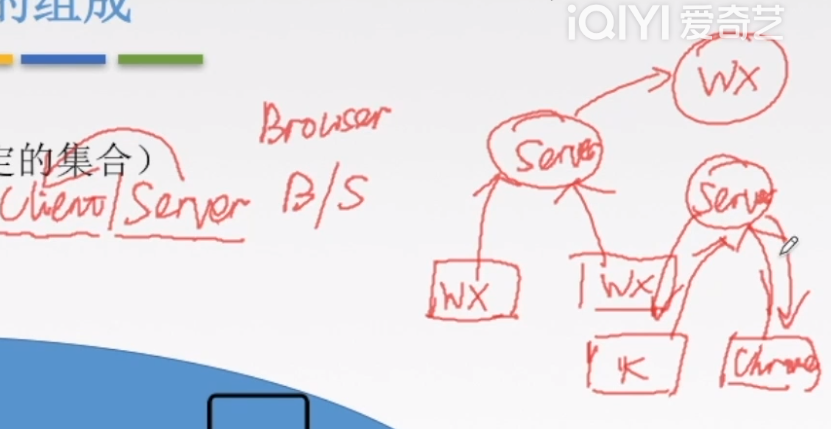 的组成
iQIYI 爱奇艺
WX
Browser
Server
定的集合）
Client/Server
B/S
Server
WX
WX
K
Chrome